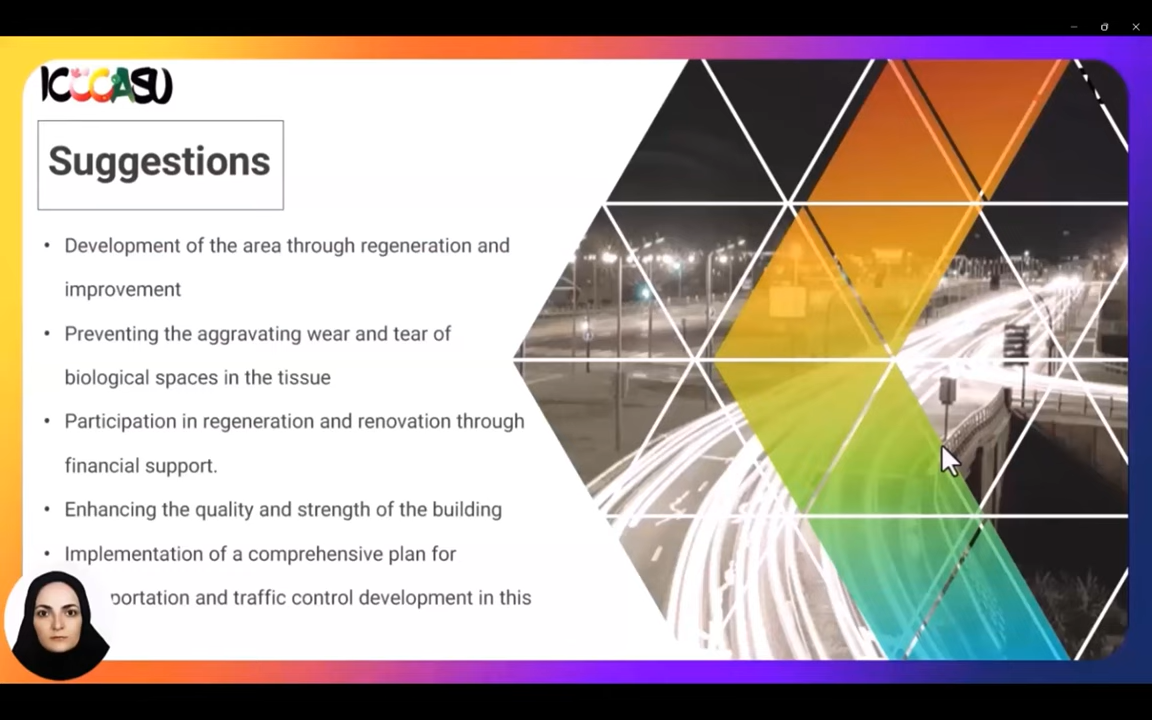 ICCCASU
Suggestions
• Development of the area through regeneration and
improvement
• Preventing the aggravating wear and tear of
biological spaces in the tissue
• Participation in regeneration and renovation through
financial support.
• Enhancing the quality and strength of the building
• Implementation of a comprehensive plan for
portation and traffic control development in this